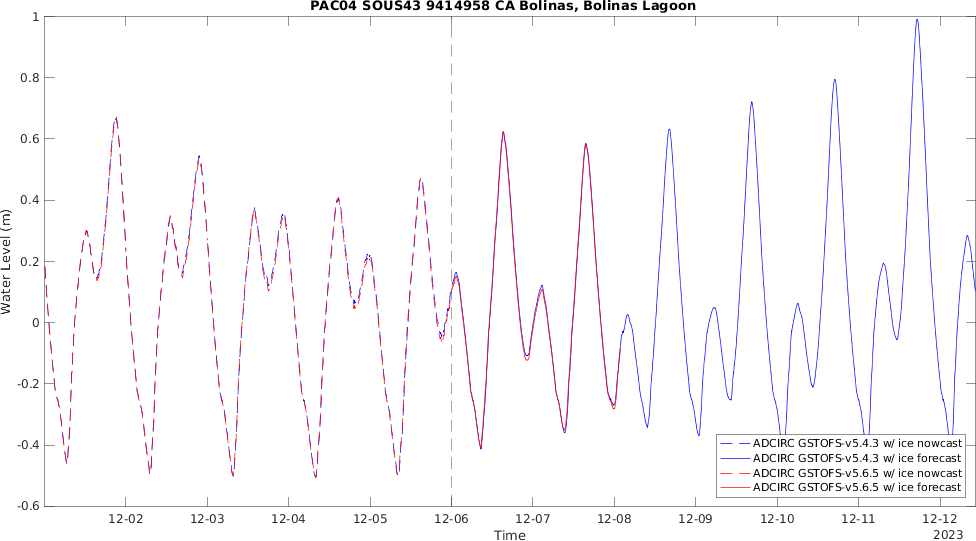 PAC04 SOUS43 9414958 CA Bolinas, Bolinas Lagoon
Water Level (m)
1
0.8
0.6
0.4
0.2
0
-0.2
-0.4
-0.6
ADCIRC GSTOFS-v5.4.3 w/ ice nowcast
ADCIRC GSTOFS-v5.4.3 w/ ice forecast
ADCIRC GSTOFS-v5.6.5 w/ ice nowcast
ADCIRC GSTOFS-v5.6.5 w/ ice forecast
12-02 12-03 12-04 12-05 12-06 12-07 12-08 12-09 12-10 12-11 12-12
Time
2023